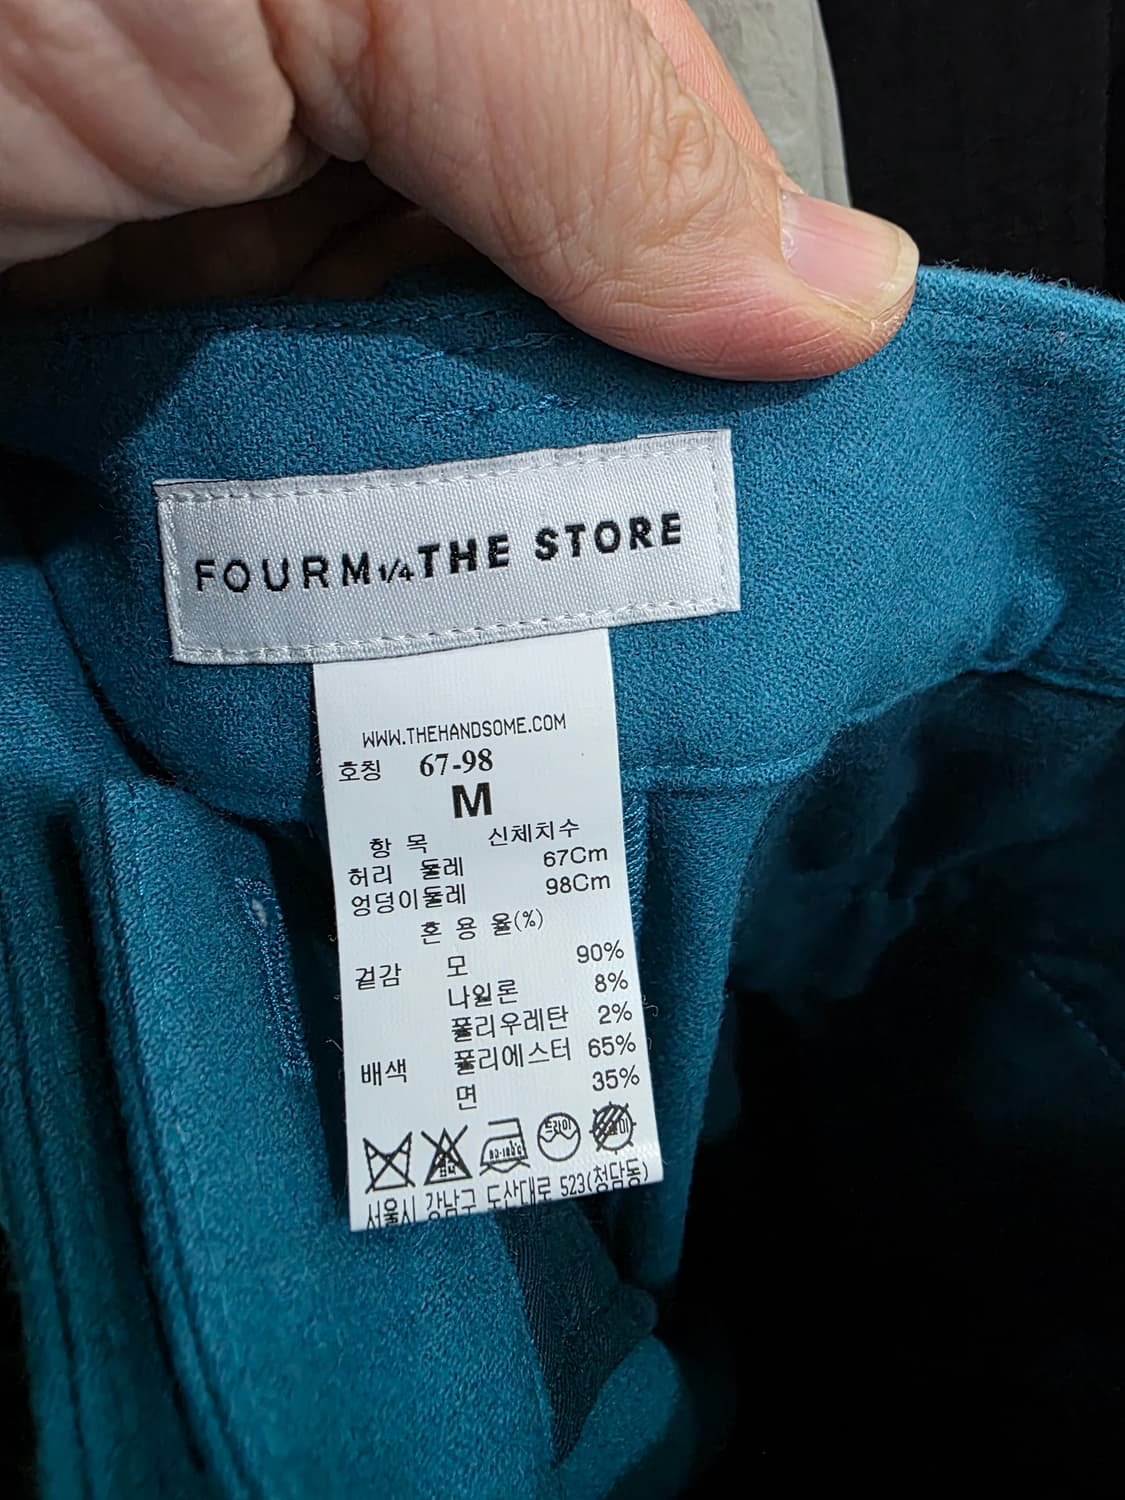 FOURM 1/4 THE STORE
WWW.THEHANDSOME.COM
호칭 67-98
M
항 목 신체치수
허리 둘레 67Cm
엉덩이둘레 98Cm
혼 용 율(%)
겉감 모 90%
나일론 8%
폴리우레탄 2%
배색 폴리에스터 65%
면 35%
드라이
서울시 강남구 도산대로 523(청담동)